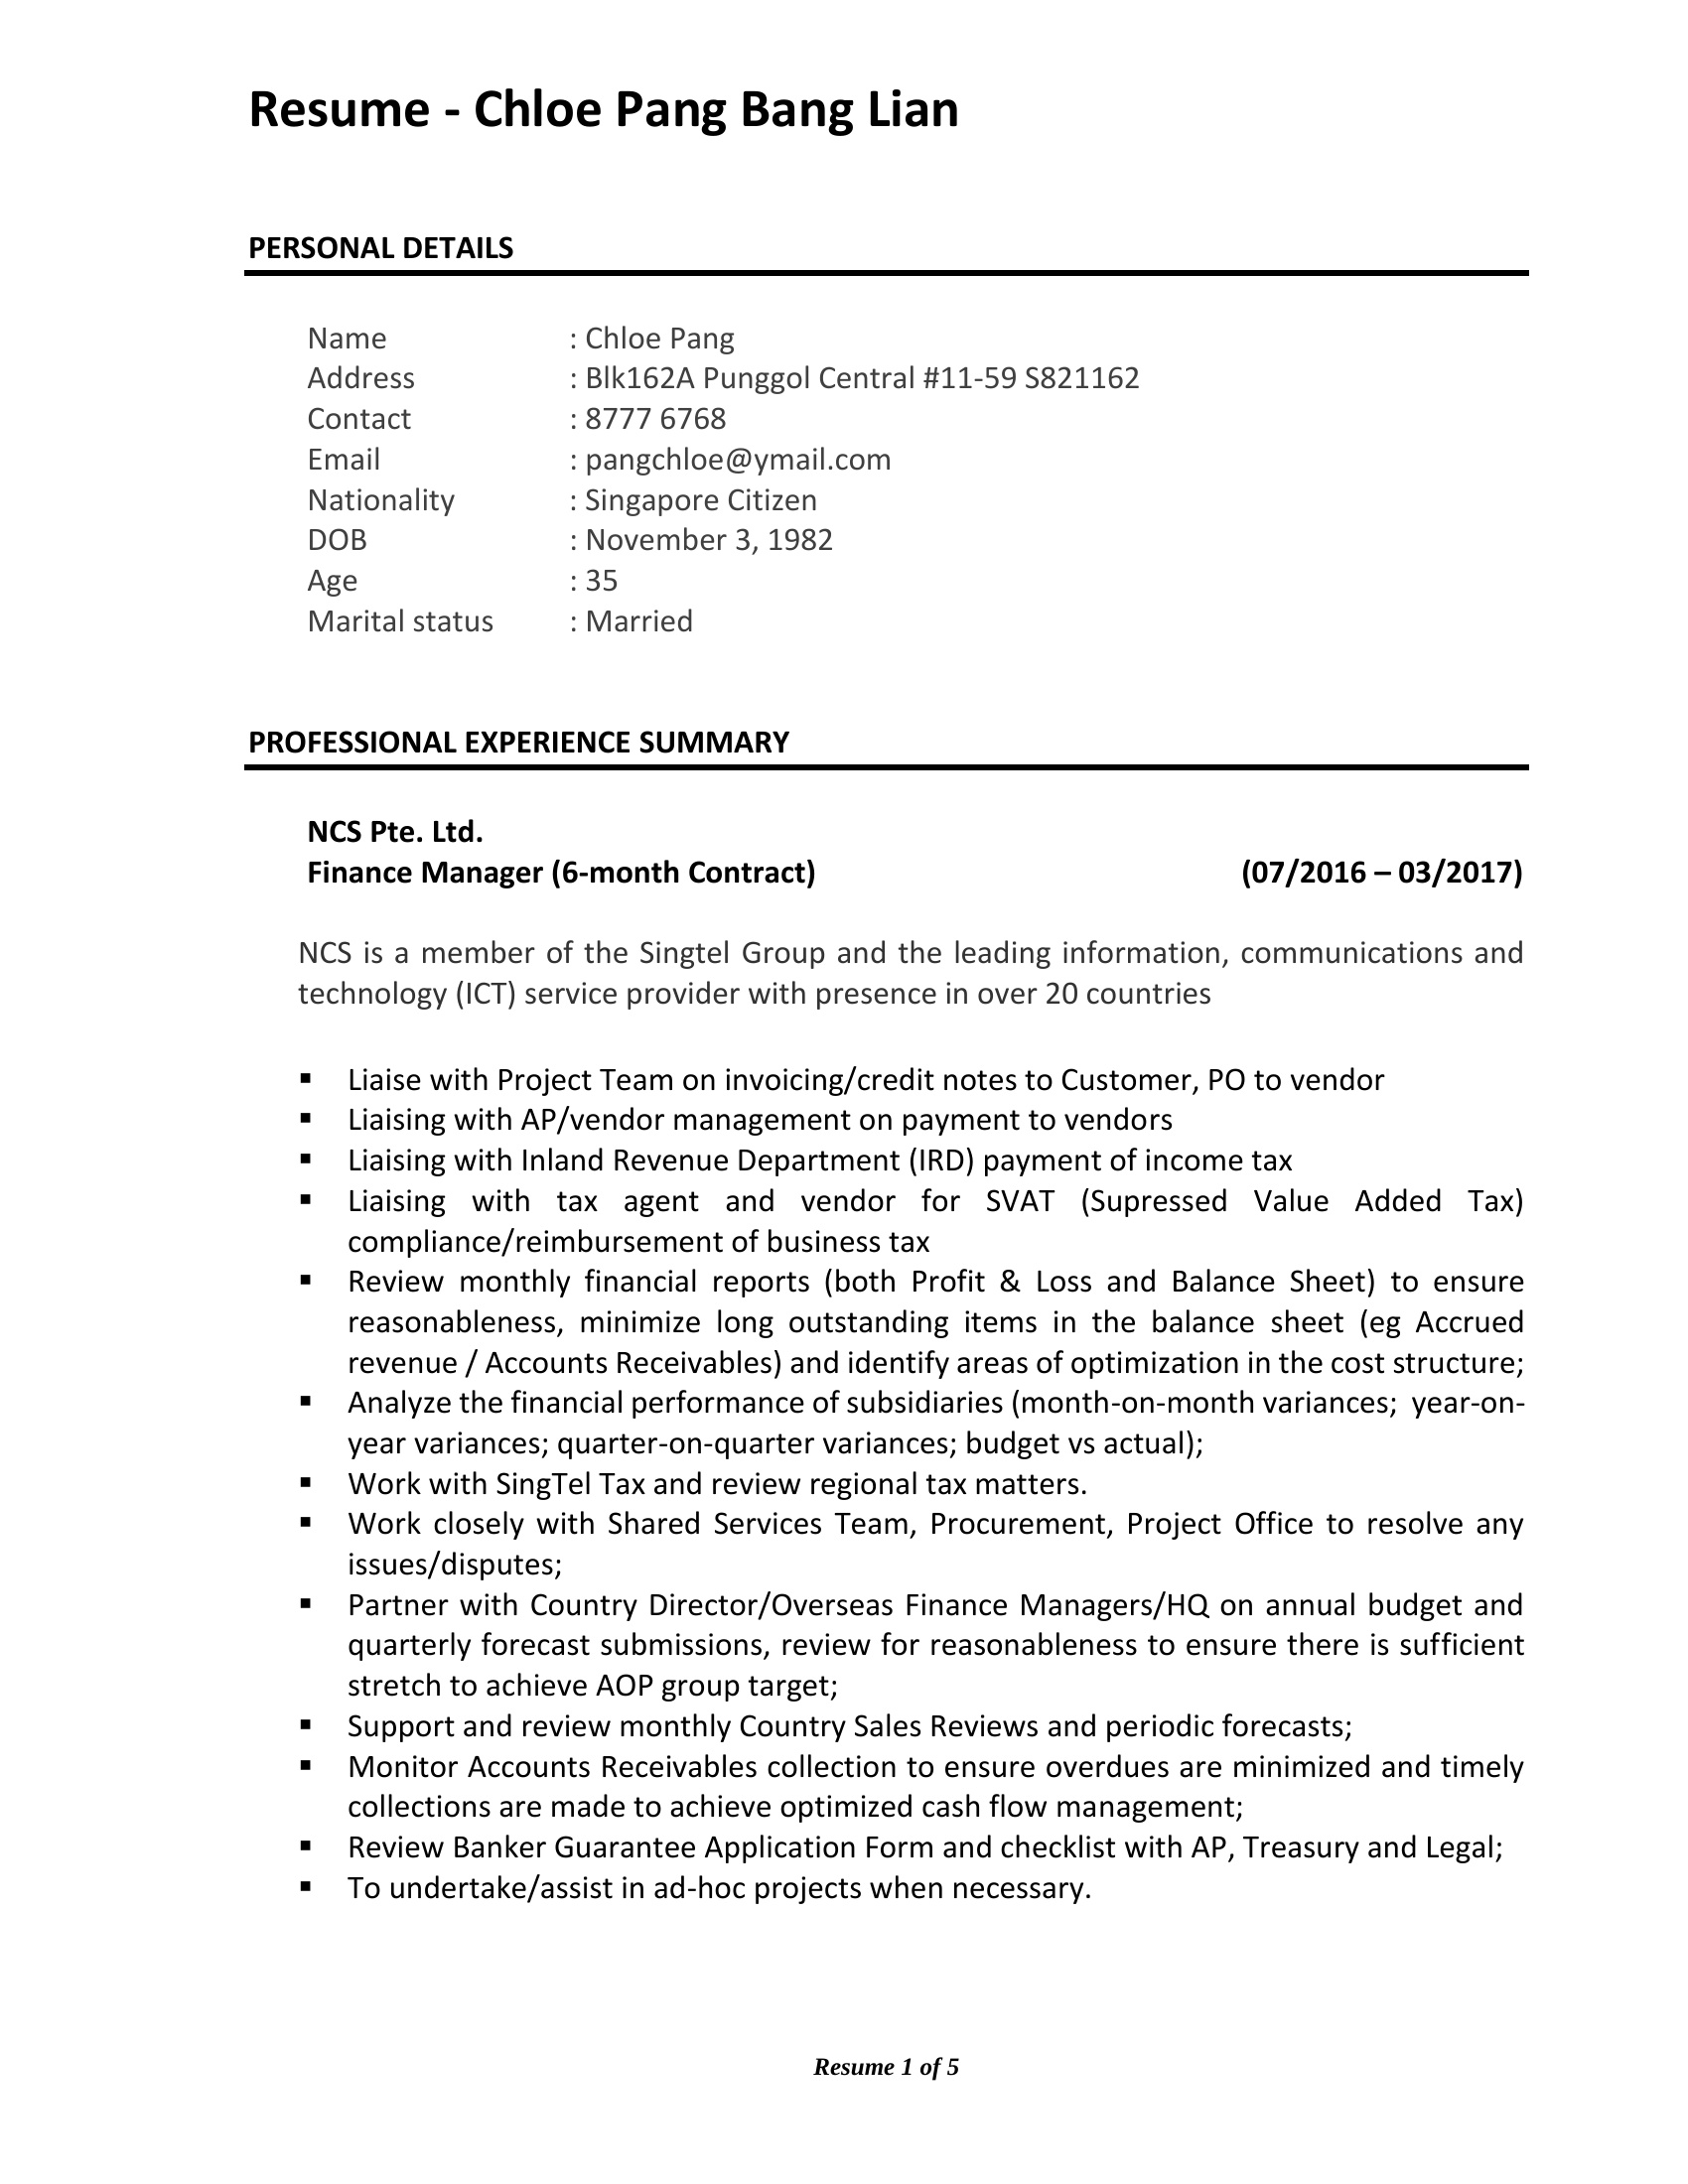 Resume - Chloe Pang Bang Lian
PERSONAL DETAILS
Name : Chloe Pang
Address : Blk162A Punggol Central #11-59 S821162
Contact : 8777 6768
Email : pangchloe@ymail.com
Nationality : Singapore Citizen
DOB : November 3, 1982
Age : 35
Marital status : Married
PROFESSIONAL EXPERIENCE SUMMARY
NCS Pte. Ltd.
Finance Manager (6-month Contract) (07/2016 – 03/2017)
NCS is a member of the Singtel Group and the leading information, communications and
technology (ICT) service provider with presence in over 20 countries
▪ Liaise with Project Team on invoicing/credit notes to Customer, PO to vendor
▪ Liaising with AP/vendor management on payment to vendors
▪ Liaising with Inland Revenue Department (IRD) payment of income tax
▪ Liaising with tax agent and vendor for SVAT (Supressed Value Added Tax)
compliance/reimbursement of business tax
▪ Review monthly financial reports (both Profit & Loss and Balance Sheet) to ensure
reasonableness, minimize long outstanding items in the balance sheet (eg Accrued
revenue / Accounts Receivables) and identify areas of optimization in the cost structure;
▪ Analyze the financial performance of subsidiaries (month-on-month variances; year-on-
year variances; quarter-on-quarter variances; budget vs actual);
▪ Work with SingTel Tax and review regional tax matters.
▪ Work closely with Shared Services Team, Procurement, Project Office to resolve any
issues/disputes;
▪ Partner with Country Director/Overseas Finance Managers/HQ on annual budget and
quarterly forecast submissions, review for reasonableness to ensure there is sufficient
stretch to achieve AOP group target;
▪ Support and review monthly Country Sales Reviews and periodic forecasts;
▪ Monitor Accounts Receivables collection to ensure overdues are minimized and timely
collections are made to achieve optimized cash flow management;
▪ Review Banker Guarantee Application Form and checklist with AP, Treasury and Legal;
▪ To undertake/assist in ad-hoc projects when necessary.
Resume 1 of 5